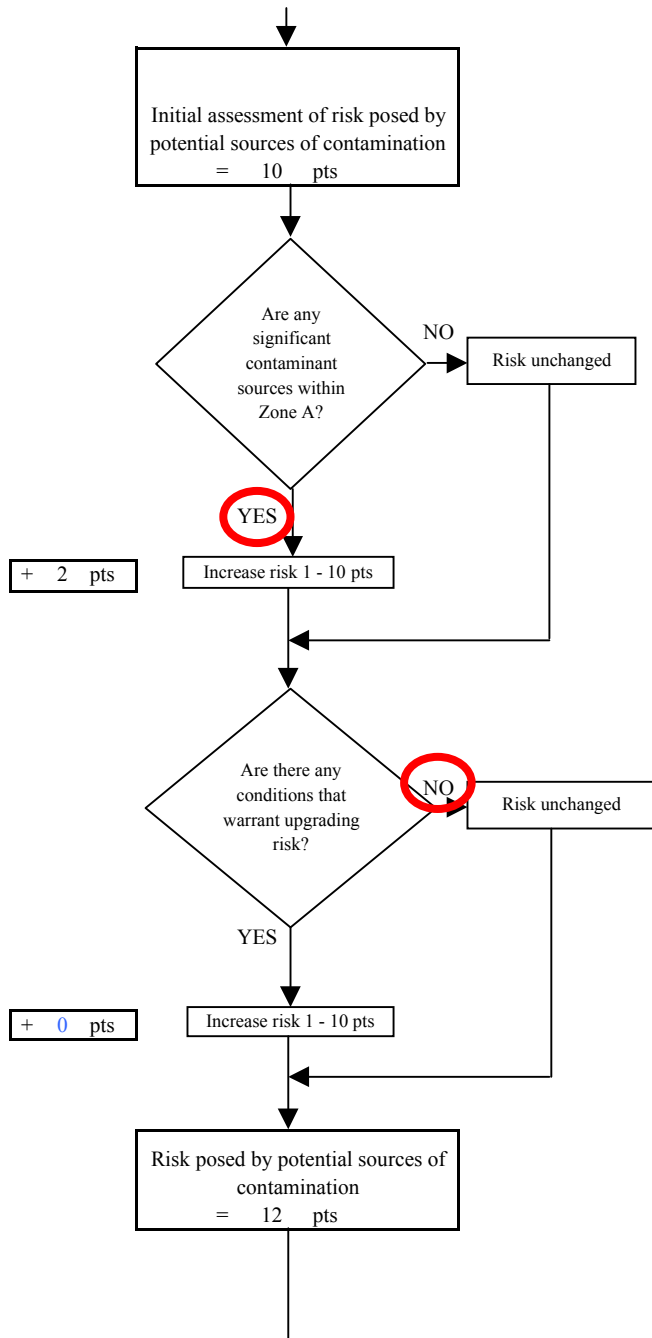 Initial assessment of risk posed by
potential sources of contamination
= 10 pts
Are any
significant
contaminant
sources within
Zone A?
NO
Risk unchanged
YES
+ 2 pts
Increase risk 1 - 10 pts
Are there any
conditions that
warrant upgrading
risk?
NO
Risk unchanged
YES
+ 0 pts
Increase risk 1 - 10 pts
Risk posed by potential sources of
contamination
= 12 pts